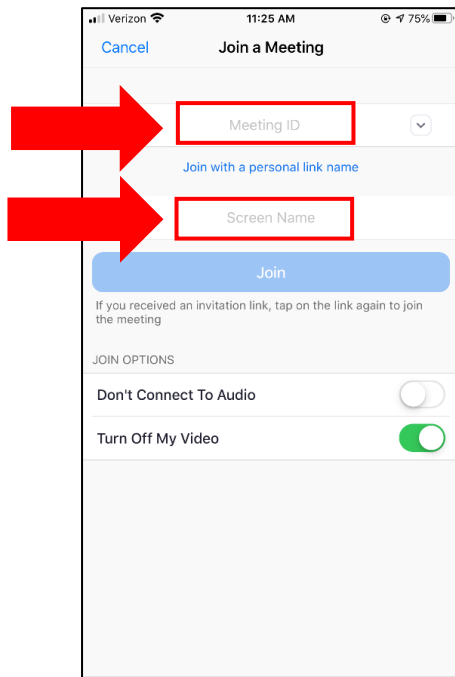 Verizon 11:25 AM 75%
Cancel Join a Meeting
Meeting ID
Join with a personal link name
Screen Name
Join
If you received an invitation link, tap on the link again to join
the meeting
JOIN OPTIONS
Don't Connect To Audio
Turn Off My Video